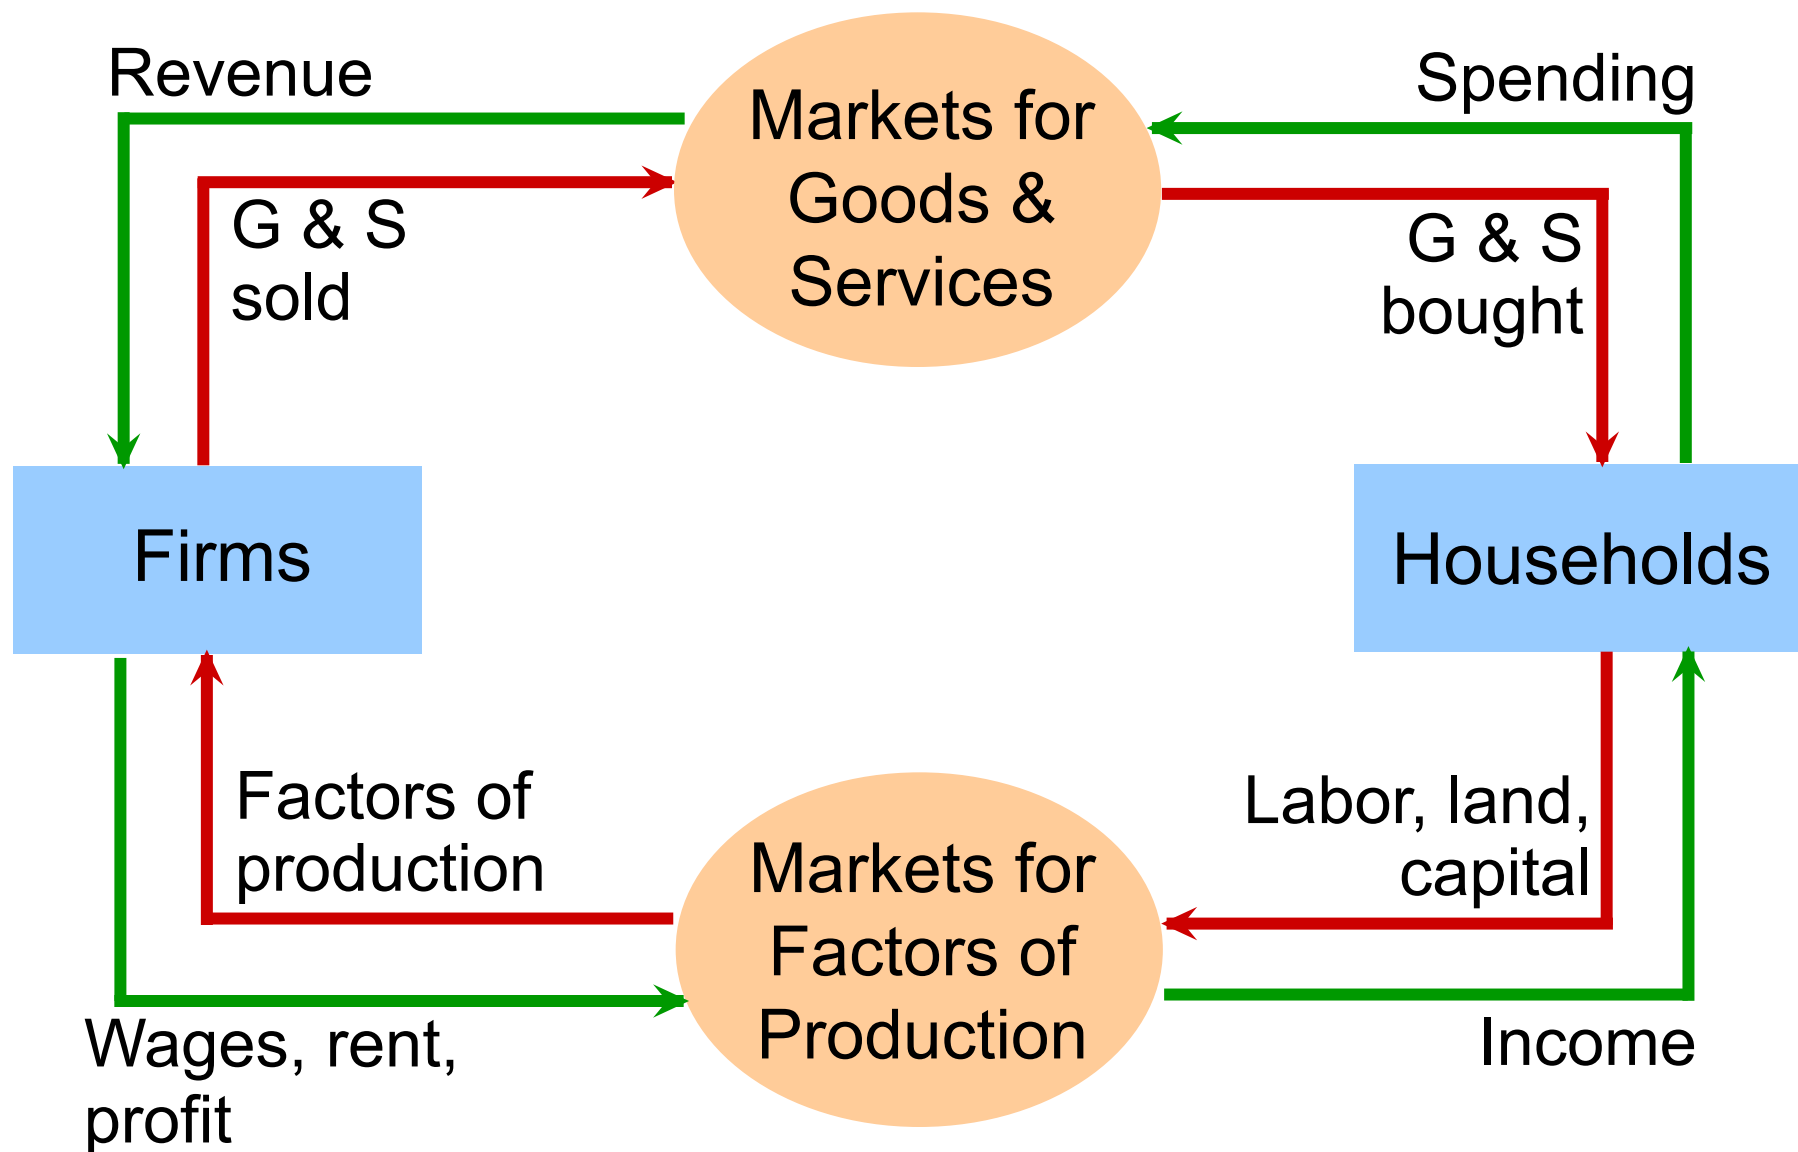 Revenue
Markets for
Goods &
Services
Spending
G & S
sold
G & S
bought
Firms
Households
Factors of
production
Markets for
Factors of
Production
Labor, land,
capital
Wages, rent,
profit
Income